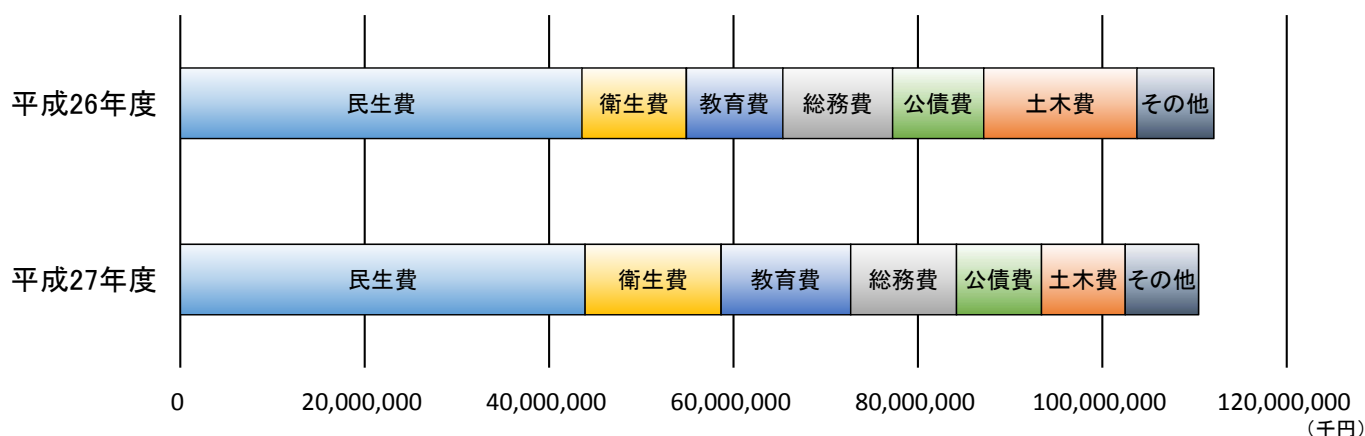 平成26年度
民生費
衛生費
教育費
総務費
公債費
土木費
その他
平成27年度
民生費
衛生費
教育費
総務費
公債費
土木費
その他
0
20,000,000
40,000,000
60,000,000
80,000,000
100,000,000
120,000,000
（千円）